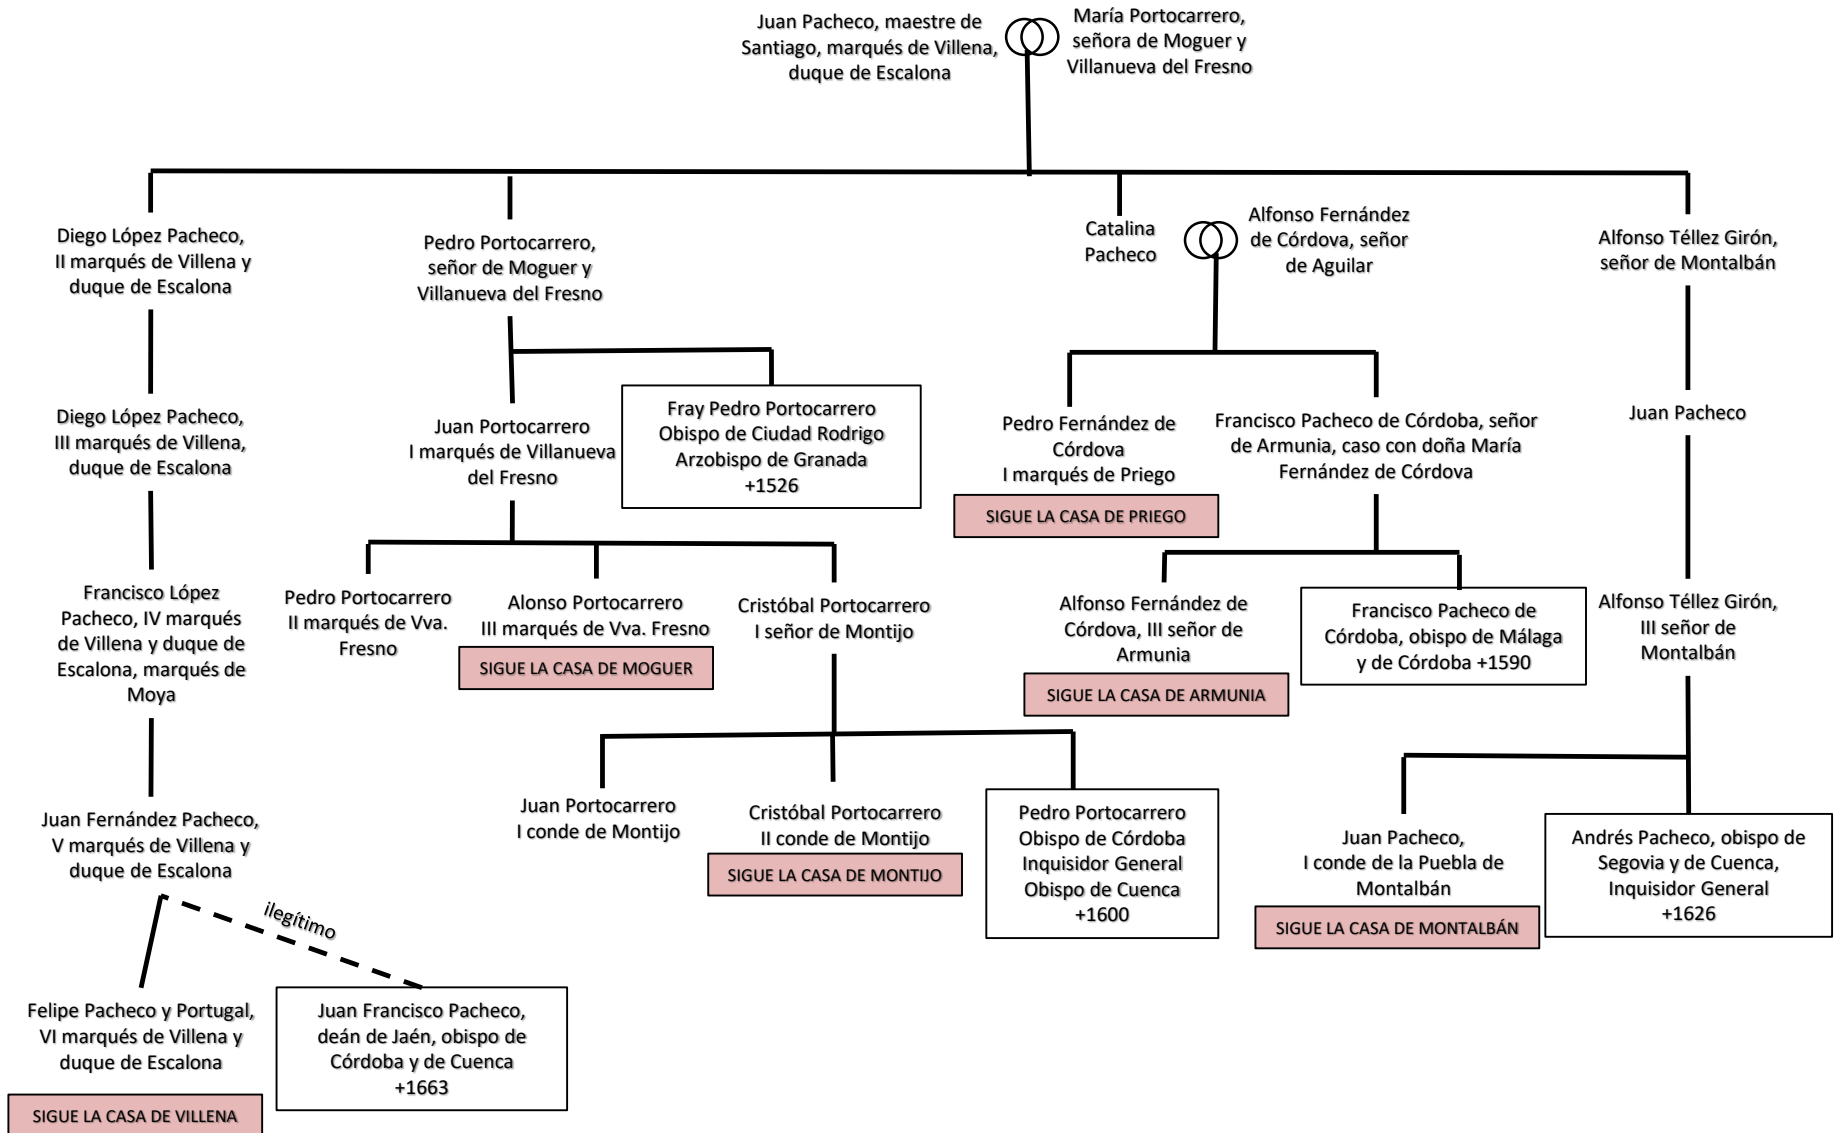 Juan Pacheco, maestre de
Santiago, marqués de Villena,
duque de Escalona
María Portocarrero,
señora de Moguer y
Villanueva del Fresno
Diego López Pacheco,
II marqués de Villena y
duque de Escalona
Pedro Portocarrero,
señor de Moguer y
Villanueva del Fresno
Catalina
Pacheco
Alfonso Fernández
de Córdova, señor
de Aguilar
Alfonso Téllez Girón,
señor de Montalbán
Diego López Pacheco,
III marqués de Villena,
duque de Escalona
Juan Portocarrero
I marqués de Villanueva
del Fresno
Fray Pedro Portocarrero
Obispo de Ciudad Rodrigo
Arzobispo de Granada
+1526
Pedro Fernández de
Córdova
I marqués de Priego
SIGUE LA CASA DE PRIEGO
Francisco Pacheco de Córdoba, señor
de Armunia, caso con doña María
Fernández de Córdova
Juan Pacheco
Francisco López
Pacheco, IV marqués
de Villena y duque de
Escalona, marqués de
Moya
Pedro Portocarrero
II marqués de Vva.
Fresno
Alonso Portocarrero
III marqués de Vva. Fresno
SIGUE LA CASA DE MOGUER
Cristóbal Portocarrero
I señor de Montijo
Alfonso Fernández de
Córdova, III señor de
Armunia
SIGUE LA CASA DE ARMUNIA
Francisco Pacheco de
Córdoba, obispo de Málaga
y de Córdoba +1590
Alfonso Téllez Girón,
III señor de
Montalbán
Juan Fernández Pacheco,
V marqués de Villena y
duque de Escalona
Juan Portocarrero
I conde de Montijo
Cristóbal Portocarrero
II conde de Montijo
SIGUE LA CASA DE MONTIJO
Pedro Portocarrero
Obispo de Córdoba
Inquisidor General
Obispo de Cuenca
+1600
Juan Pacheco,
I conde de la Puebla de
Montalbán
SIGUE LA CASA DE MONTALBÁN
Andrés Pacheco, obispo de
Segovia y de Cuenca,
Inquisidor General
+1626
ilegítimo
Felipe Pacheco y Portugal,
VI marqués de Villena y
duque de Escalona
SIGUE LA CASA DE VILLENA
Juan Francisco Pacheco,
deán de Jaén, obispo de
Córdoba y de Cuenca
+1663